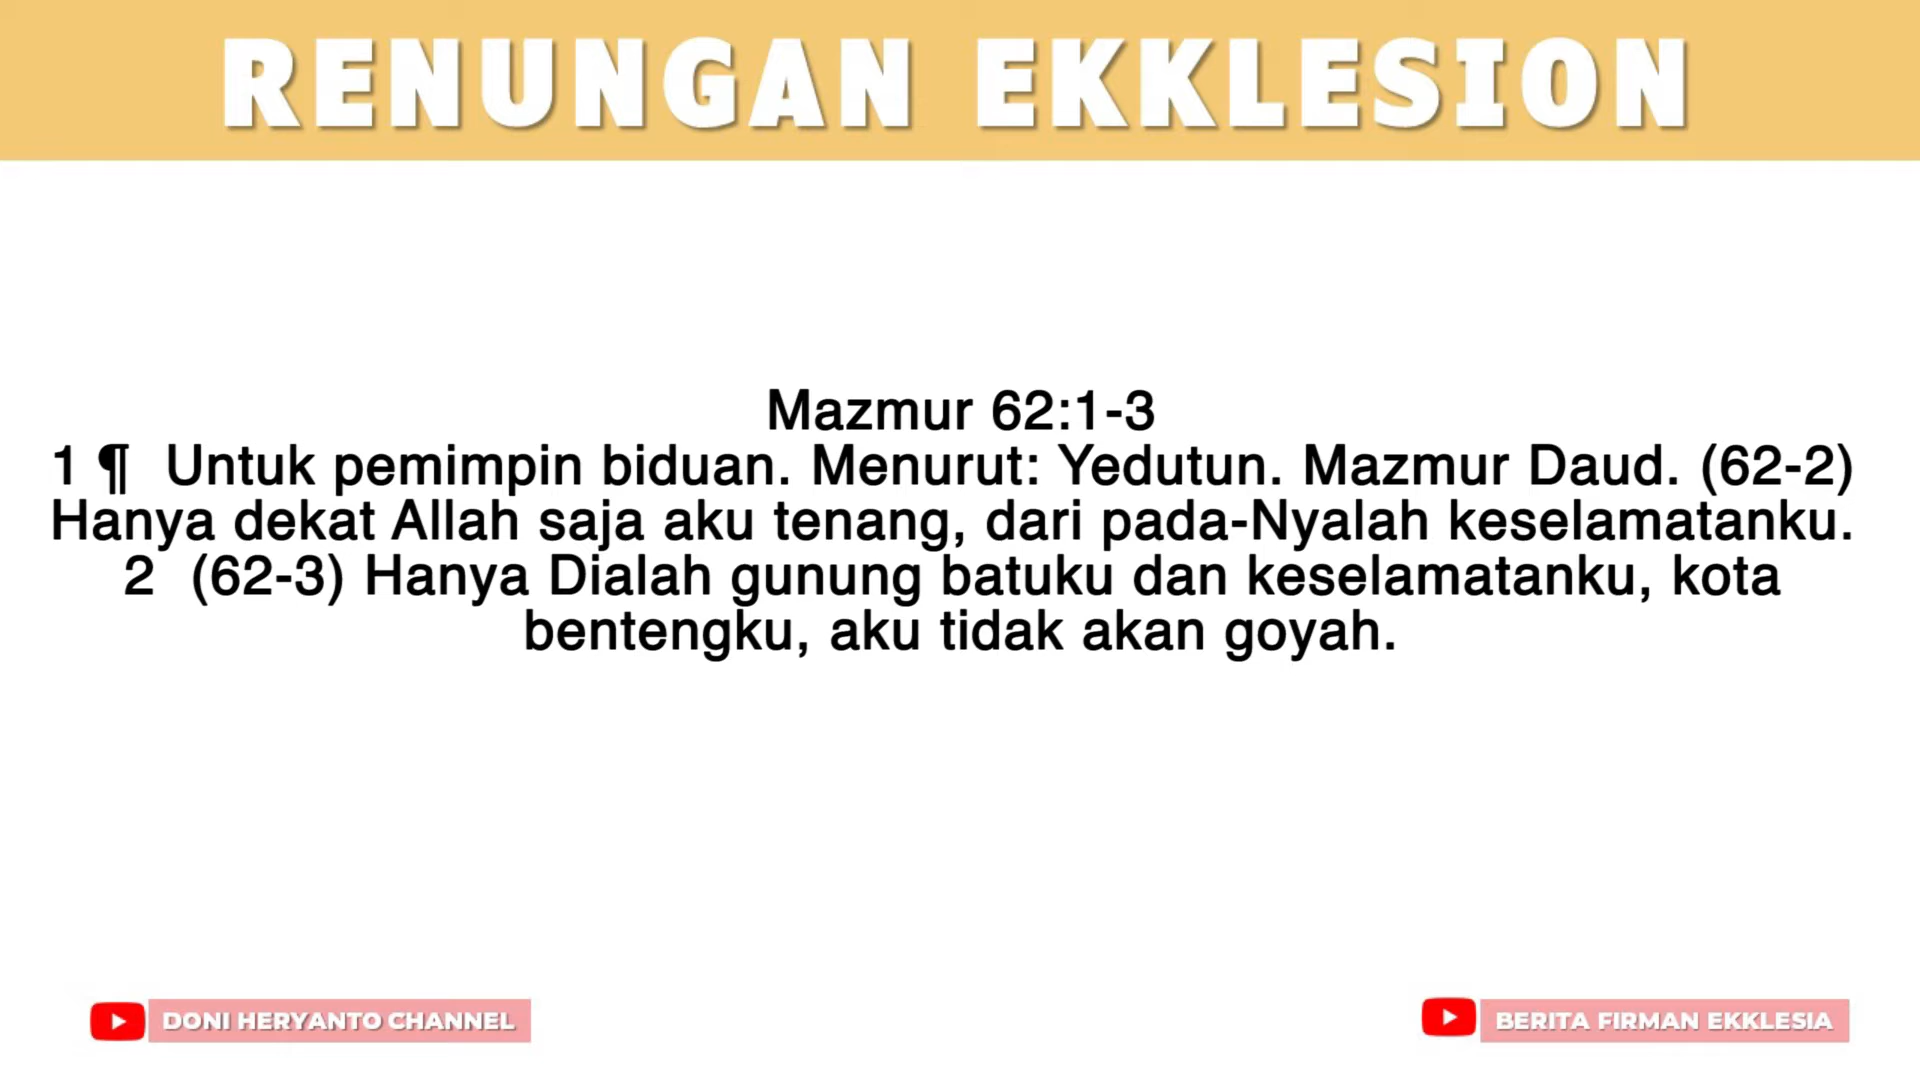 RENUNGAN EKKLESION
Mazmur 62:1-3
1 ¶  Untuk pemimpin biduan. Menurut: Yedutun. Mazmur Daud. (62-2)
Hanya dekat Allah saja aku tenang, dari pada-Nyalah keselamatanku.
2  (62-3) Hanya Dialah gunung batuku dan keselamatanku, kota
bentengku, aku tidak akan goyah.
DONI HERYANTO CHANNEL
BERITA FIRMAN EKKLESIA